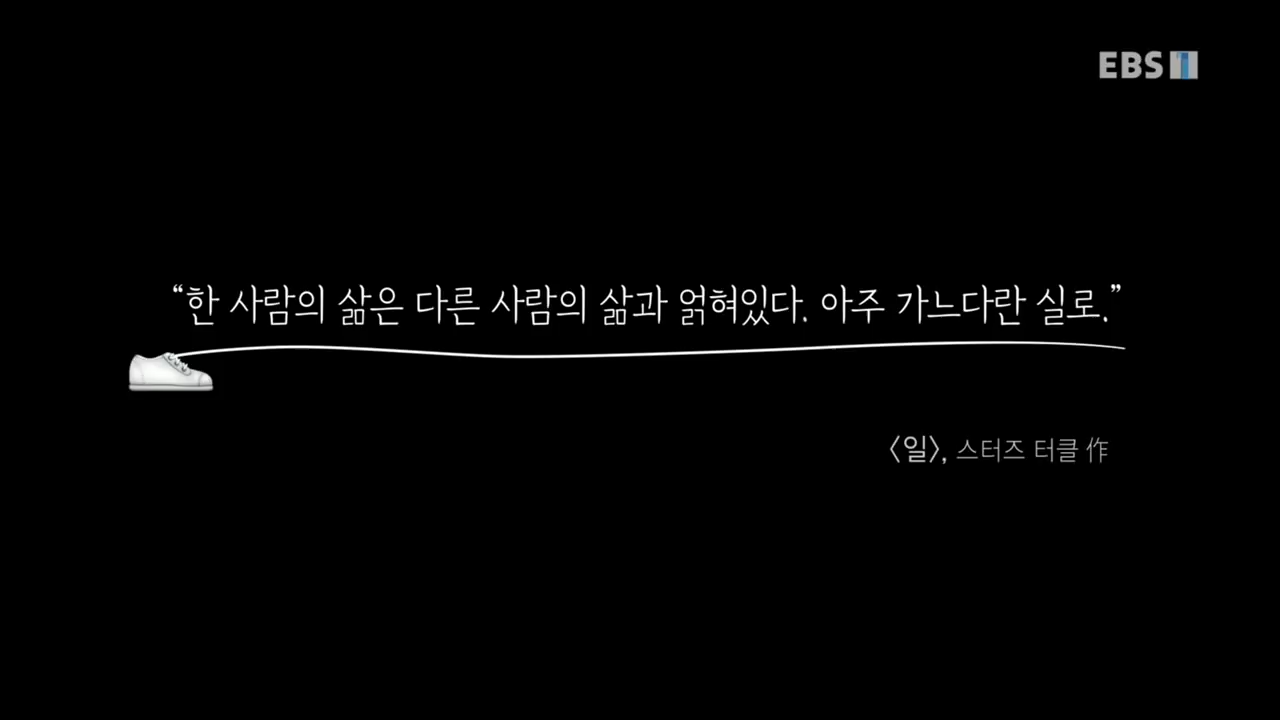 EBS1
“한 사람의 삶은 다른 사람의 삶과 얽혀있다. 아주 가느다란 실로.”
〈일〉, 스터즈 터클 作